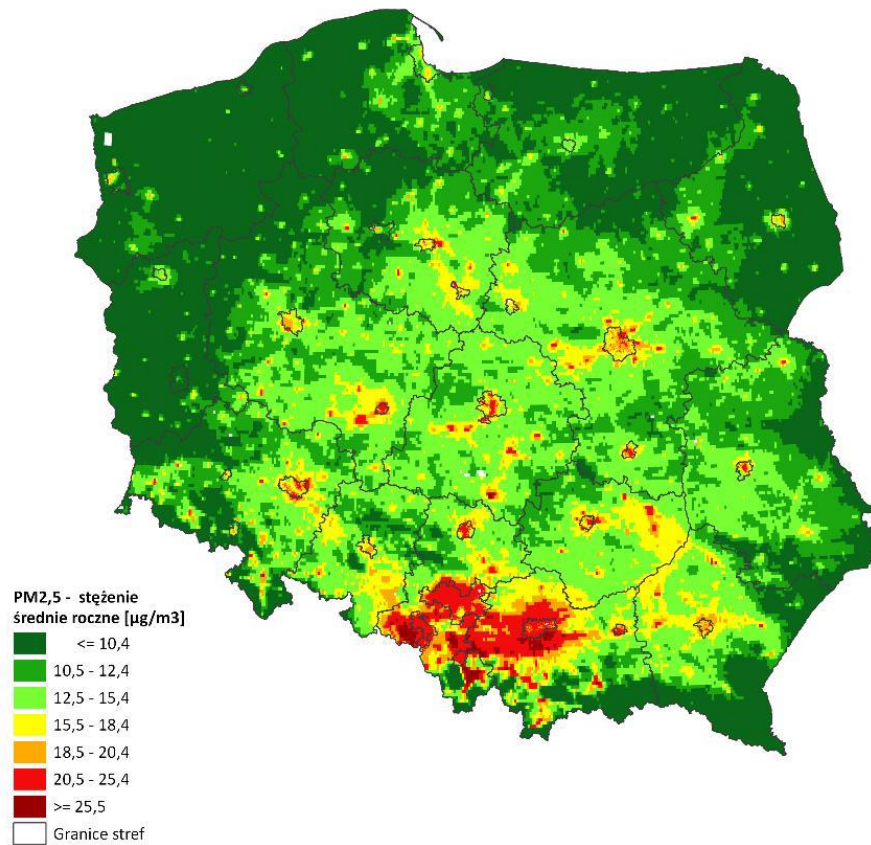 PM2,5 - stężenie
średnie roczne [µg/m3]
<= 10,4
10,5 - 12,4
12,5 - 15,4
15,5 - 18,4
18,5 - 20,4
20,5 - 25,4
>= 25,5
Granice stref